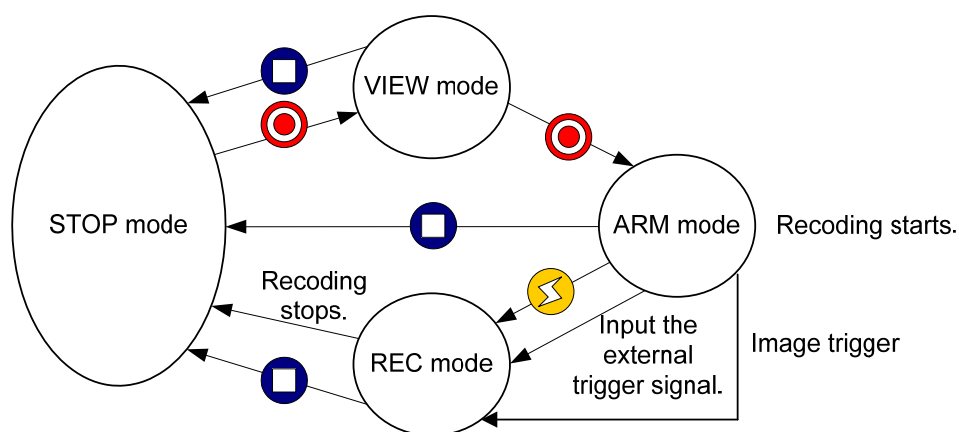 VIEW mode
STOP mode
ARM mode
Recoding starts.
Recoding
stops.
Input the
external
trigger signal.
Image trigger
REC mode